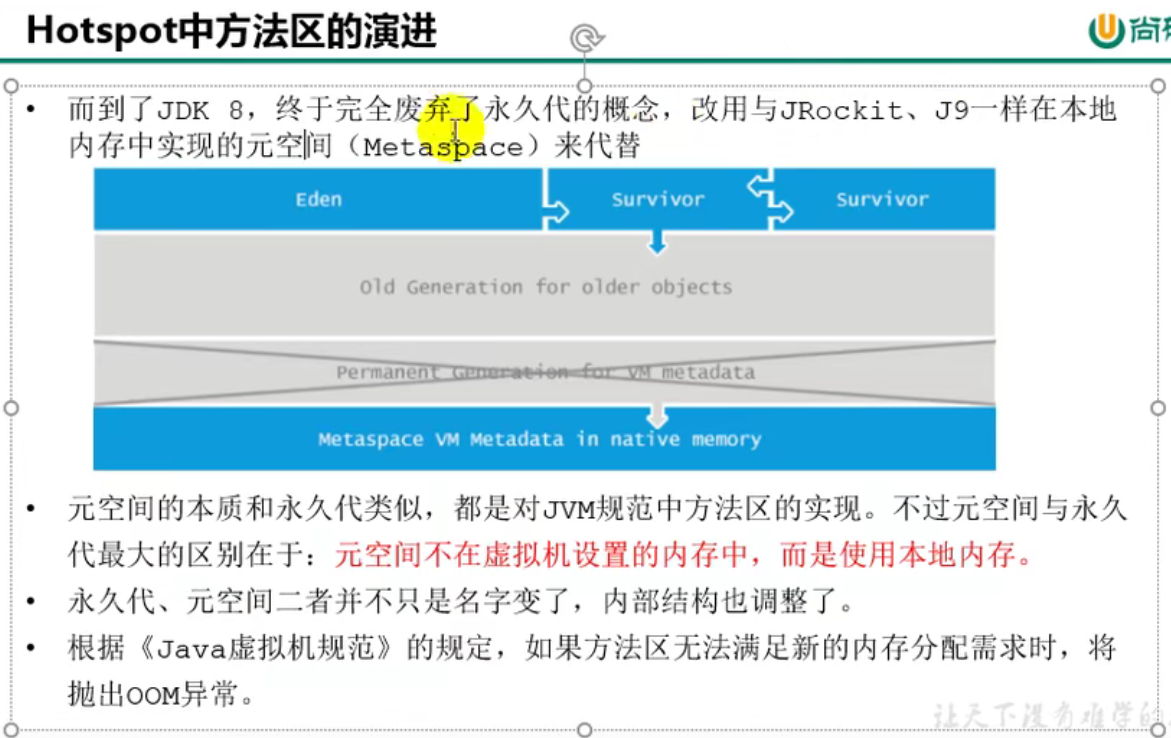 Hotspot中方法区的演进
尚
• 而到了JDK 8，终于完全废弃了永久代的概念，改用与JRockit、J9一样在本地
内存中实现的元空间（Metaspace）来代替
Eden Survivor Survivor
Old Generation for older objects
Permanent Generation for VM metadata
Metaspace VM Metadata in native memory
• 元空间的本质和永久代类似，都是对JVM规范中方法区的实现。不过元空间与永久
代最大的区别在于：元空间不在虚拟机设置的内存中，而是使用本地内存。
• 永久代、元空间二者并不只是名字变了，内部结构也调整了。
• 根据《Java虚拟机规范》的规定，如果方法区无法满足新的内存分配需求时，将
抛出OOM异常。
让天下没有难学的